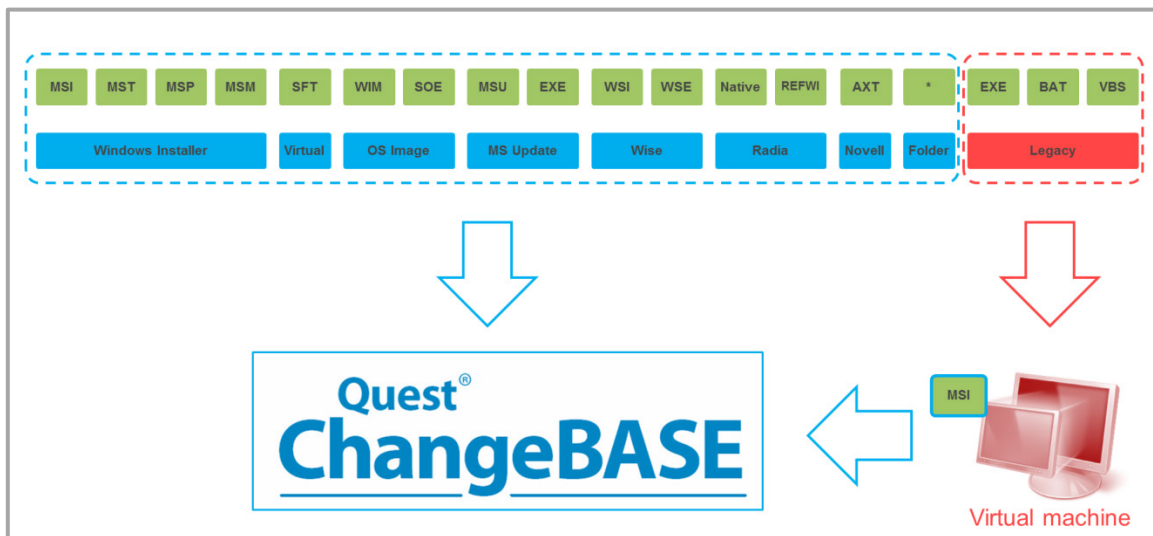 MSI MST MSP MSM SFT WIM SOE MSU EXE WSI WSE Native REFWI AXT * EXE BAT VBS
Windows Installer Virtual OS Image MS Update Wise Radia Novell Folder Legacy
Quest®
ChangeBASE
MSI
Virtual machine